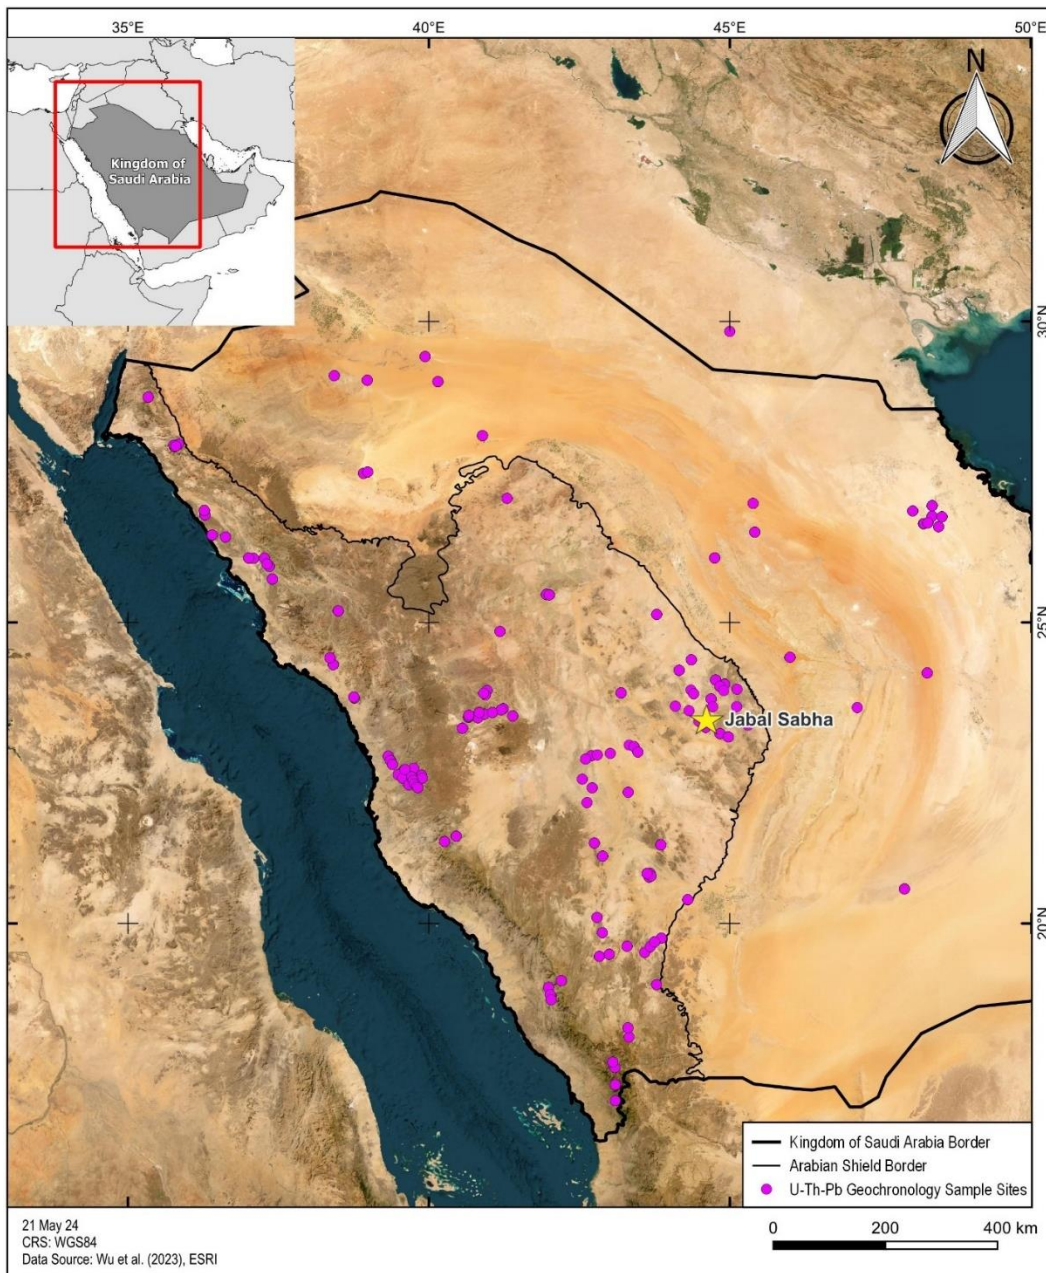 35°E 40°E 45°E 50°E
N
Kingdom of
Saudi Arabia
30°N
25°N
Jabal Sabha
20°N
Kingdom of Saudi Arabia Border
Arabian Shield Border
U-Th-Pb Geochronology Sample Sites
21 May 24
CRS: WGS84
Data Source: Wu et al. (2023), ESRI
0 200 400 km